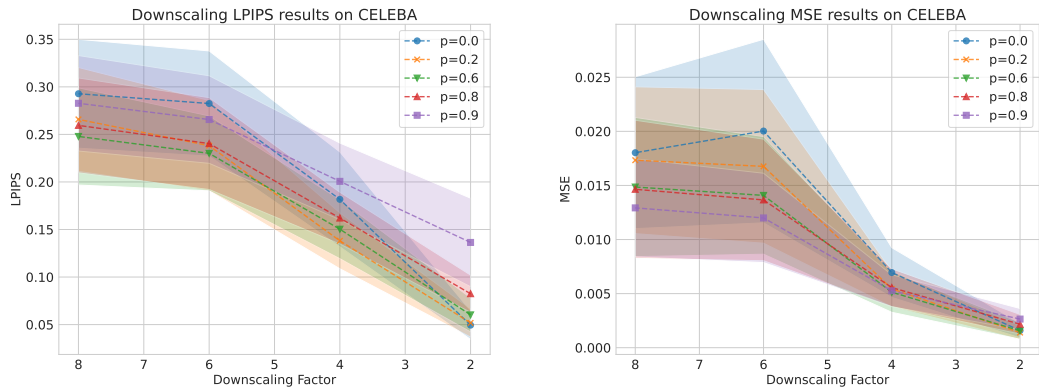 Downscaling LPIPS results on CELEBA
LPIPS
0.35
0.30
0.25
0.20
0.15
0.10
0.05
p=0.0
p=0.2
p=0.6
p=0.8
p=0.9
8 7 6 5 4 3 2
Downscaling Factor
Downscaling MSE results on CELEBA
MSE
0.025
0.020
0.015
0.010
0.005
0.000
p=0.0
p=0.2
p=0.6
p=0.8
p=0.9
8 7 6 5 4 3 2
Downscaling Factor